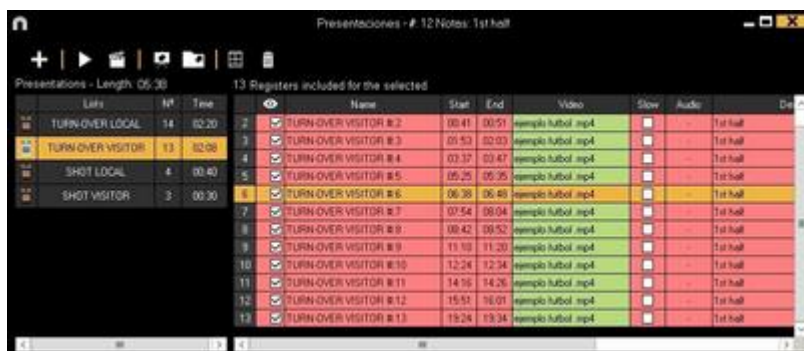 Presentaciones - #: 12 Notes: 1st half
Presentations - Length: 05:38
13 Registers included for the selected
Lists Nº Time
TURN-OVER LOCAL 14 02:20
TURN-OVER VISITOR 13 02:08
SHOT LOCAL 4 00:40
SHOT VISITOR 3 00:30
Name Start End Video Slow Audio
2 TURN-OVER VISITOR #:2 00:41 00:51 ejemplo futbol .mp4 - 1st half
3 TURN-OVER VISITOR #:3 01:53 02:03 ejemplo futbol .mp4 - 1st half
4 TURN-OVER VISITOR #:4 03:37 03:47 ejemplo futbol .mp4 - 1st half
5 TURN-OVER VISITOR #:5 05:25 05:35 ejemplo futbol .mp4 - 1st half
6 TURN-OVER VISITOR #:6 06:38 06:48 ejemplo futbol .mp4 - 1st half
7 TURN-OVER VISITOR #:7 07:54 08:04 ejemplo futbol .mp4 - 1st half
8 TURN-OVER VISITOR #:8 08:42 08:52 ejemplo futbol .mp4 - 1st half
9 TURN-OVER VISITOR #:9 11:10 11:20 ejemplo futbol .mp4 - 1st half
10 TURN-OVER VISITOR #:10 12:24 12:34 ejemplo futbol .mp4 - 1st half
11 TURN-OVER VISITOR #:11 14:16 14:26 ejemplo futbol .mp4 - 1st half
12 TURN-OVER VISITOR #:12 15:51 16:01 ejemplo futbol .mp4 - 1st half
13 TURN-OVER VISITOR #:13 19:24 19:34 ejemplo futbol .mp4 - 1st half